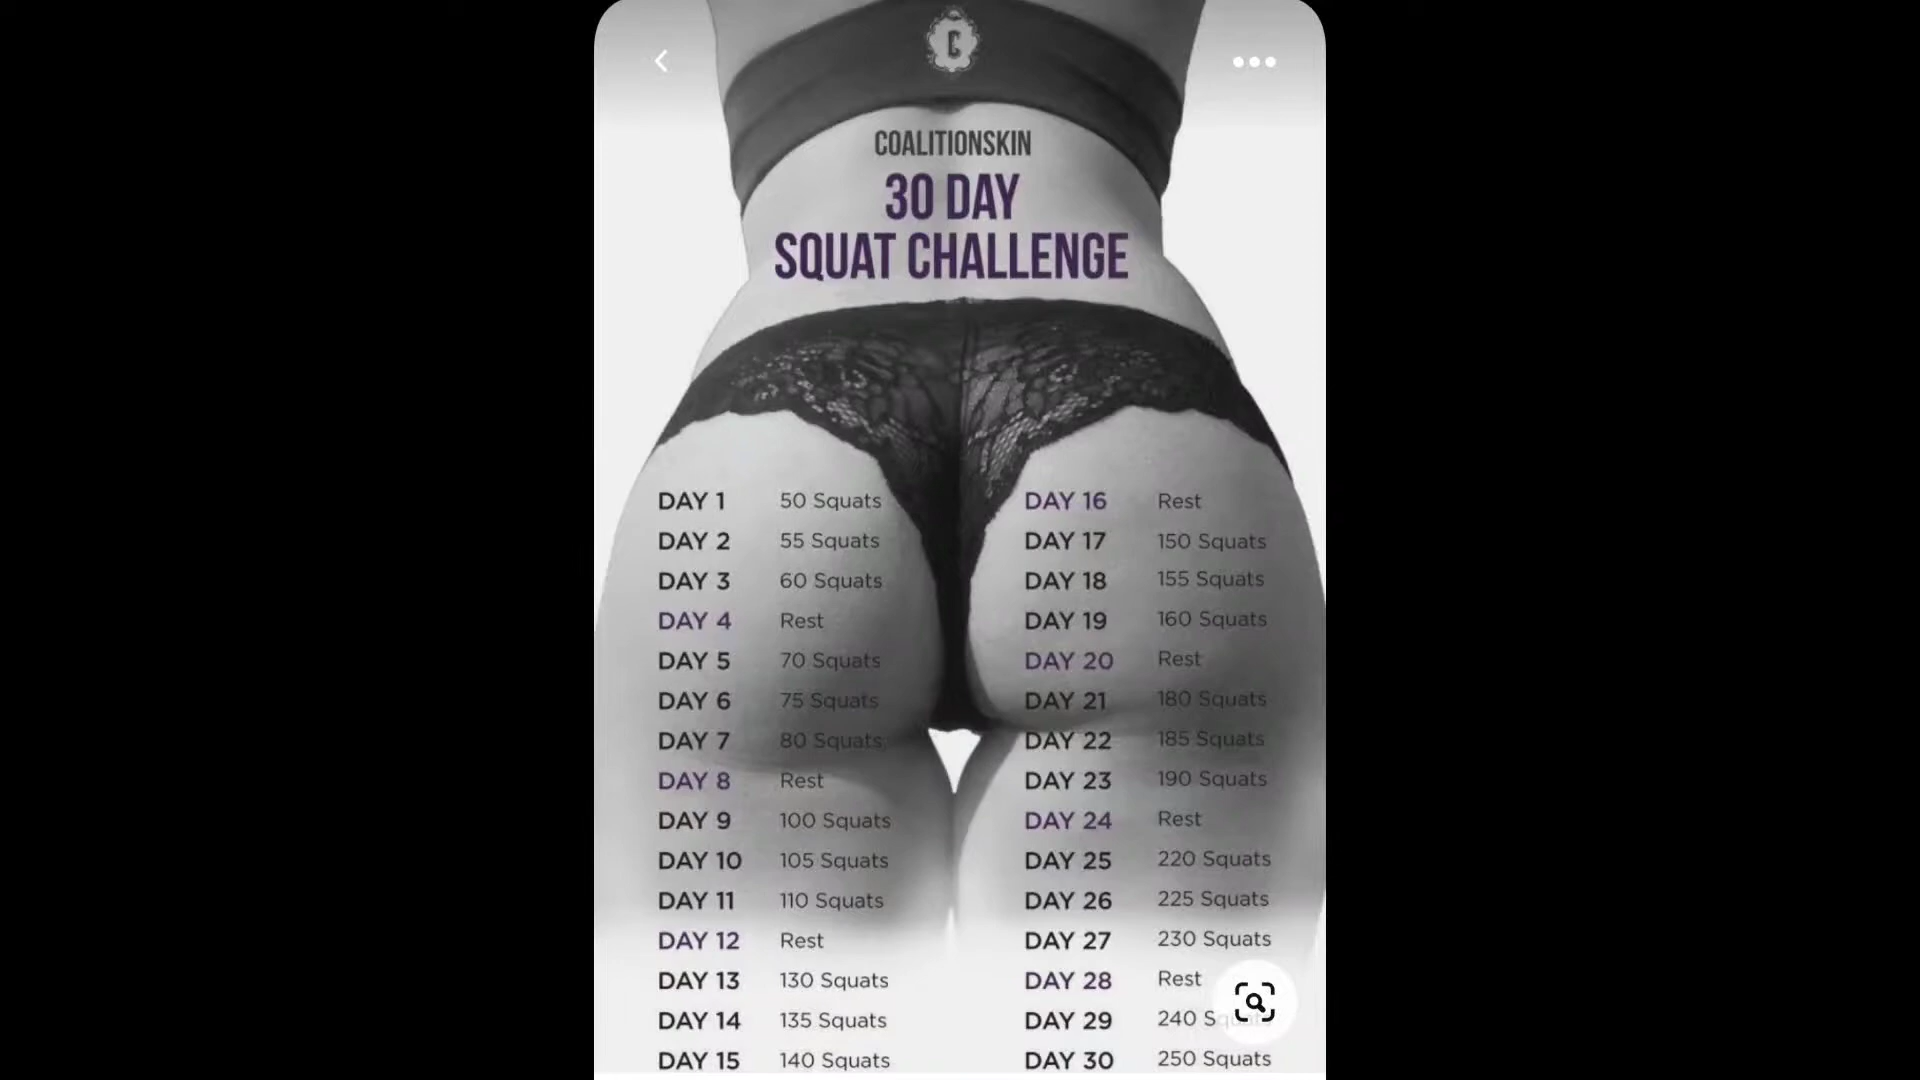 C
COALITIONSKIN
30 DAY
SQUAT CHALLENGE
DAY 1 50 Squats
DAY 2 55 Squats
DAY 3 60 Squats
DAY 4 Rest
DAY 5 70 Squats
DAY 6 75 Squats
DAY 7 80 Squats
DAY 8 Rest
DAY 9 100 Squats
DAY 10 105 Squats
DAY 11 110 Squats
DAY 12 Rest
DAY 13 130 Squats
DAY 14 135 Squats
DAY 15 140 Squats
DAY 16 Rest
DAY 17 150 Squats
DAY 18 155 Squats
DAY 19 160 Squats
DAY 20 Rest
DAY 21 180 Squats
DAY 22 185 Squats
DAY 23 190 Squats
DAY 24 Rest
DAY 25 220 Squats
DAY 26 225 Squats
DAY 27 230 Squats
DAY 28 Rest
DAY 29 240 Squats
DAY 30 250 Squats